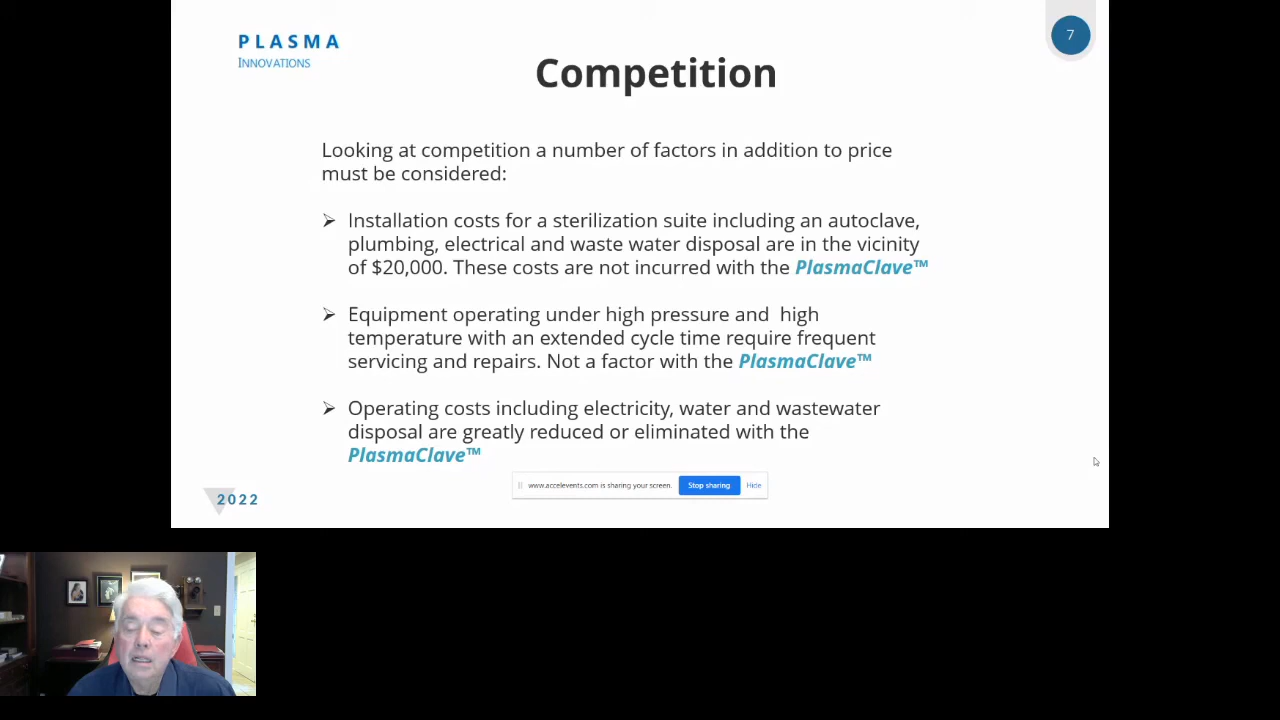 PLASMA
INNOVATIONS
7
Competition
Looking at competition a number of factors in addition to price
must be considered:
➢ Installation costs for a sterilization suite including an autoclave,
plumbing, electrical and waste water disposal are in the vicinity
of $20,000. These costs are not incurred with the PlasmaClave™
➢ Equipment operating under high pressure and  high
temperature with an extended cycle time require frequent
servicing and repairs. Not a factor with the PlasmaClave™
➢ Operating costs including electricity, water and wastewater
disposal are greatly reduced or eliminated with the
PlasmaClave™
www.accelevents.com is sharing your screen. Stop sharing Hide
2022